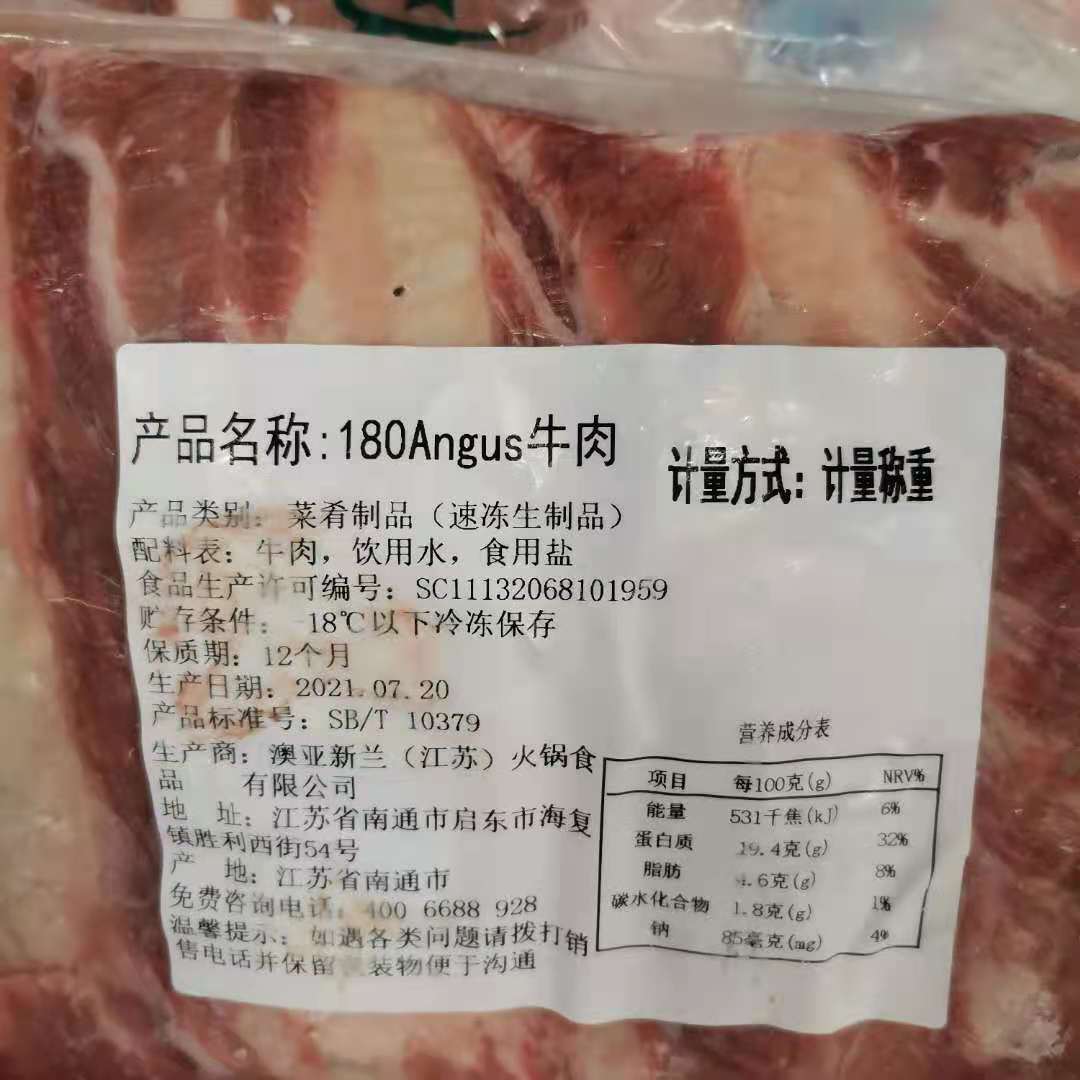 产品名称:180Angus牛肉
计量方式: 计量称重
产品类别: 菜肴制品（速冻生制品）
配料表: 牛肉, 饮用水, 食用盐
食品生产许可编号: SC11132068101959
贮存条件: -18℃以下冷冻保存
保质期: 12个月
生产日期: 2021.07.20
产品标准号: SB/T 10379
生产商: 澳亚新兰（江苏）火锅食
品 有限公司
地 址: 江苏省南通市启东市海复
镇胜利西街54号
产 地: 江苏省南通市
免费咨询电话: 400 6688 928
温馨提示: 如遇各类问题请拨打销
售电话并保留 装物便于沟通
营养成分表
项目 每100克(g) NRV%
能量 531千焦(kJ) 6%
蛋白质 19.4克(g) 32%
脂肪 .6克(g) 8%
碳水化合物 1.8克(g) 1%
钠 85毫克(mg) 4%